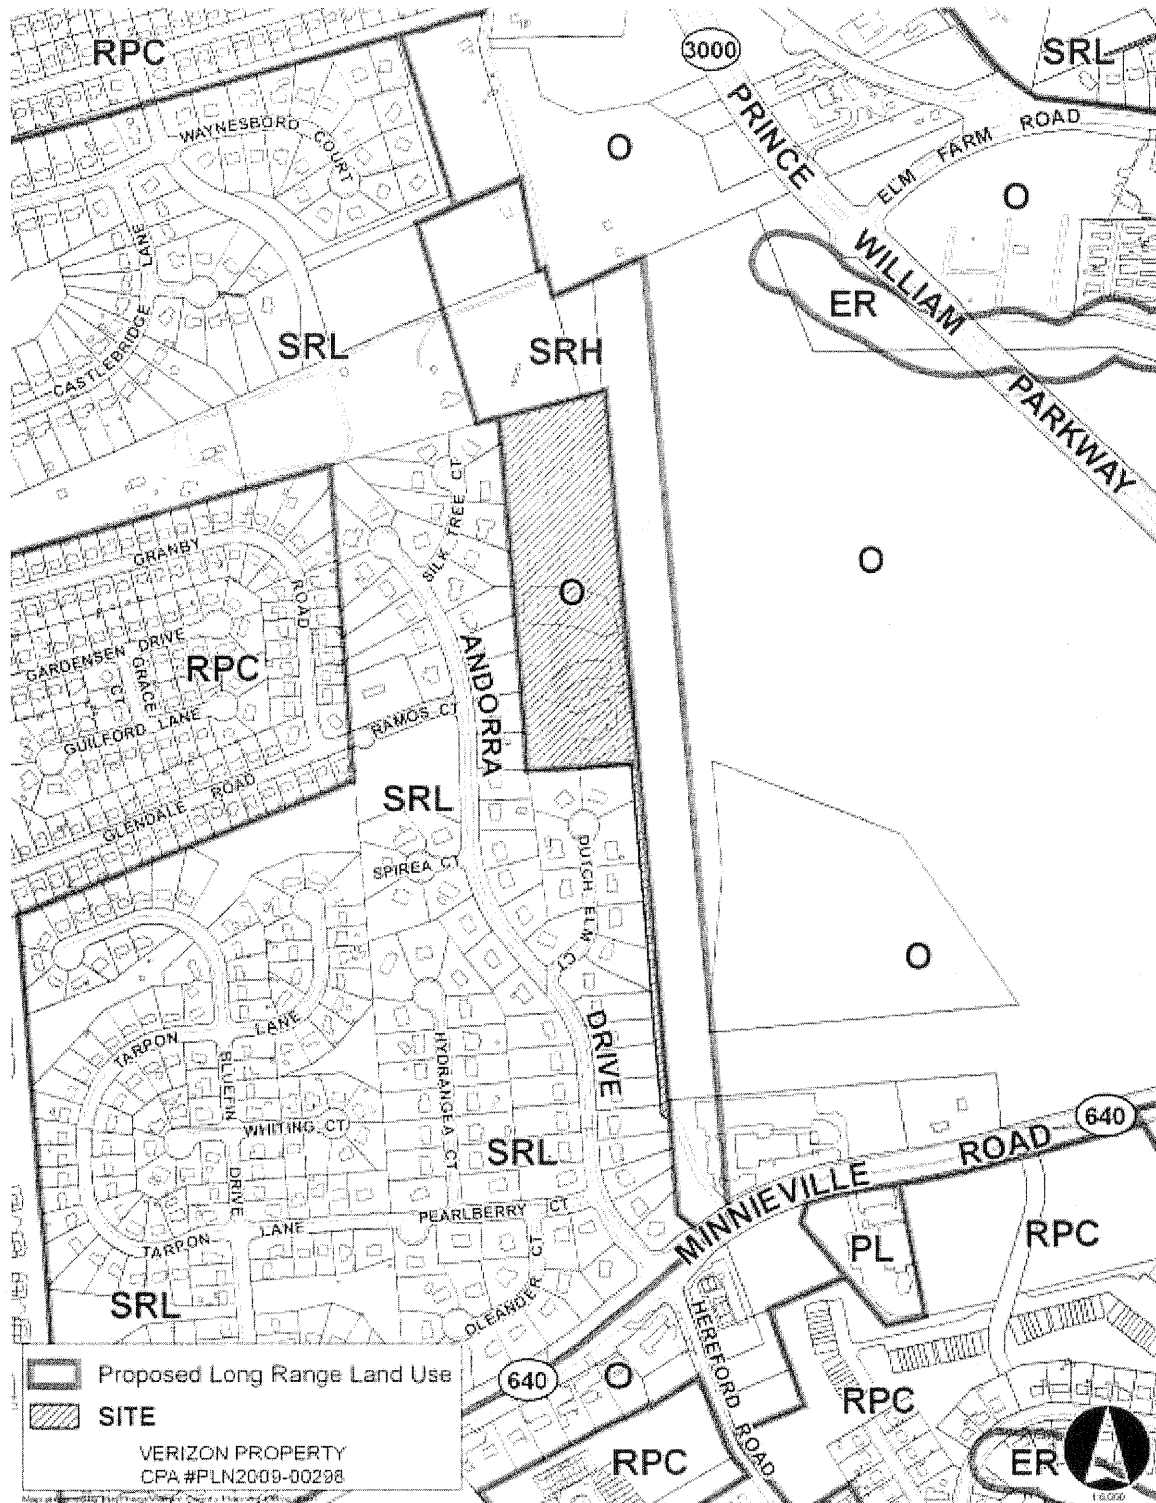 RPC
3000
SRL
WAYNESBORO COURT
PRINCE WILLIAM PARKWAY
ELM FARM ROAD
O
O
LANE
CASTLEBRIDGE
ER
SRL
SRH
SILK TREE CT
GRANBY ROAD
O
O
GARDENSEN DRIVE
GRACE CT
RPC
GUILFORD LANE
RAMOS CT
ANDORRA DRIVE
GLENDALE ROAD
SRL
SPIREA CT
DUTCH ELM CT
O
TARPON LANE
BLUEFIN DRIVE
HYDRANGEA CT
WHITING CT
SRL
640
MINNIEVILLE ROAD
PEARLBERRY CT
TARPON LANE
PL
RPC
SRL
OLEANDER CT
HEREFORD ROAD
640
O
RPC
RPC
ER
Proposed Long Range Land Use
SITE
VERIZON PROPERTY
CPA #PLN2009-00298